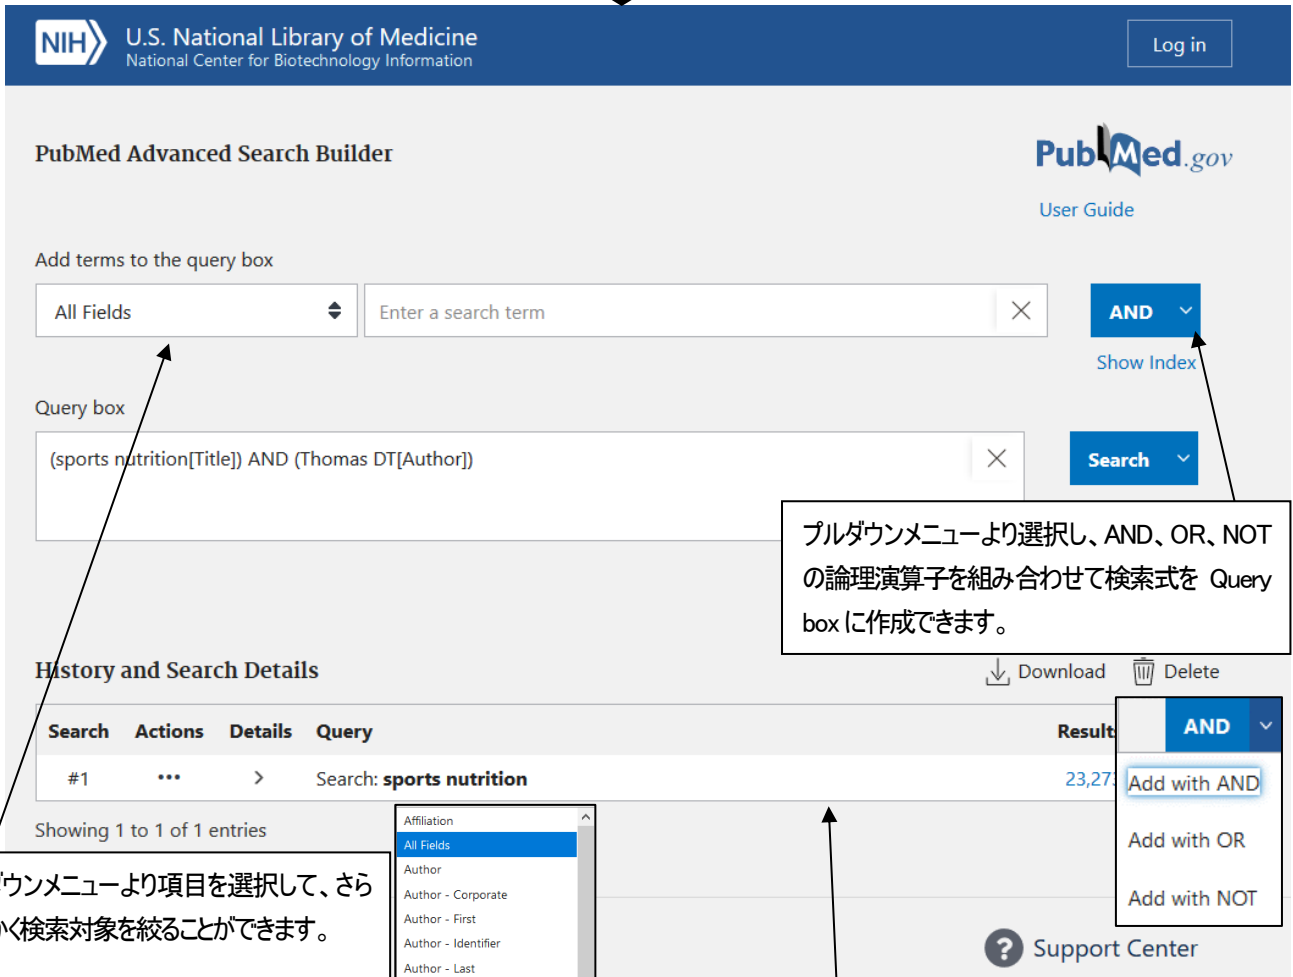 NIH
U.S. National Library of Medicine
National Center for Biotechnology Information
Log in
PubMed Advanced Search Builder
PubMed.gov
User Guide
Add terms to the query box
All Fields
Enter a search term
AND
Show Index
Query box
(sports nutrition[Title]) AND (Thomas DT[Author])
Search
プルダウンメニューより選択し、AND、OR、NOT
の論理演算子を組み合わせて検索式を Query
box に作成できます。
History and Search Details
Download
Delete
Search Actions Details Query Result
#1 Search: sports nutrition 23,27
Showing 1 to 1 of 1 entries
AND
Add with AND
Add with OR
Add with NOT
ウンメニューより項目を選択して、さら
く検索対象を絞ることができます。
Affiliation
All Fields
Author
Author - Corporate
Author - First
Author - Identifier
Author - Last
Support Center